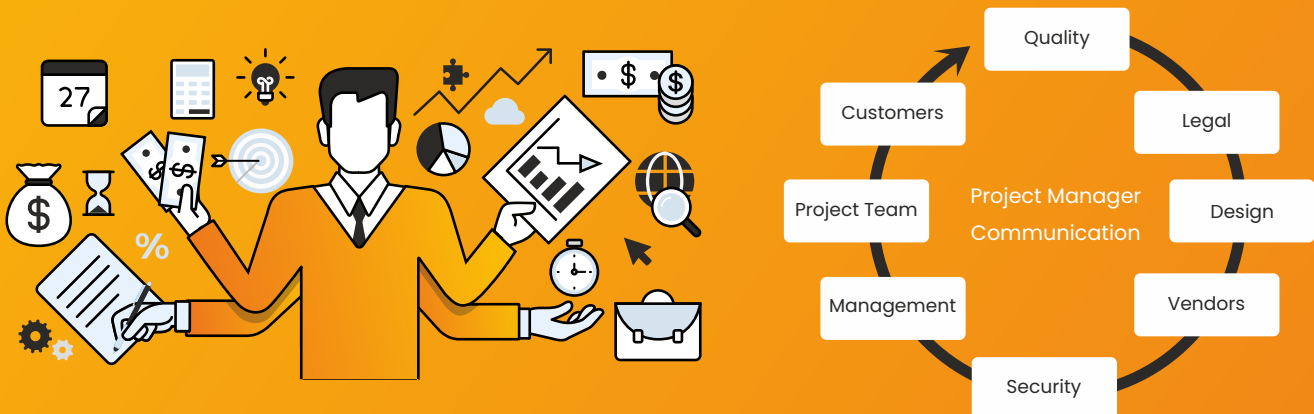 27
$
$
$
%
$
$
Quality
Legal
Design
Vendors
Security
Management
Project Team
Customers
Project Manager
Communication